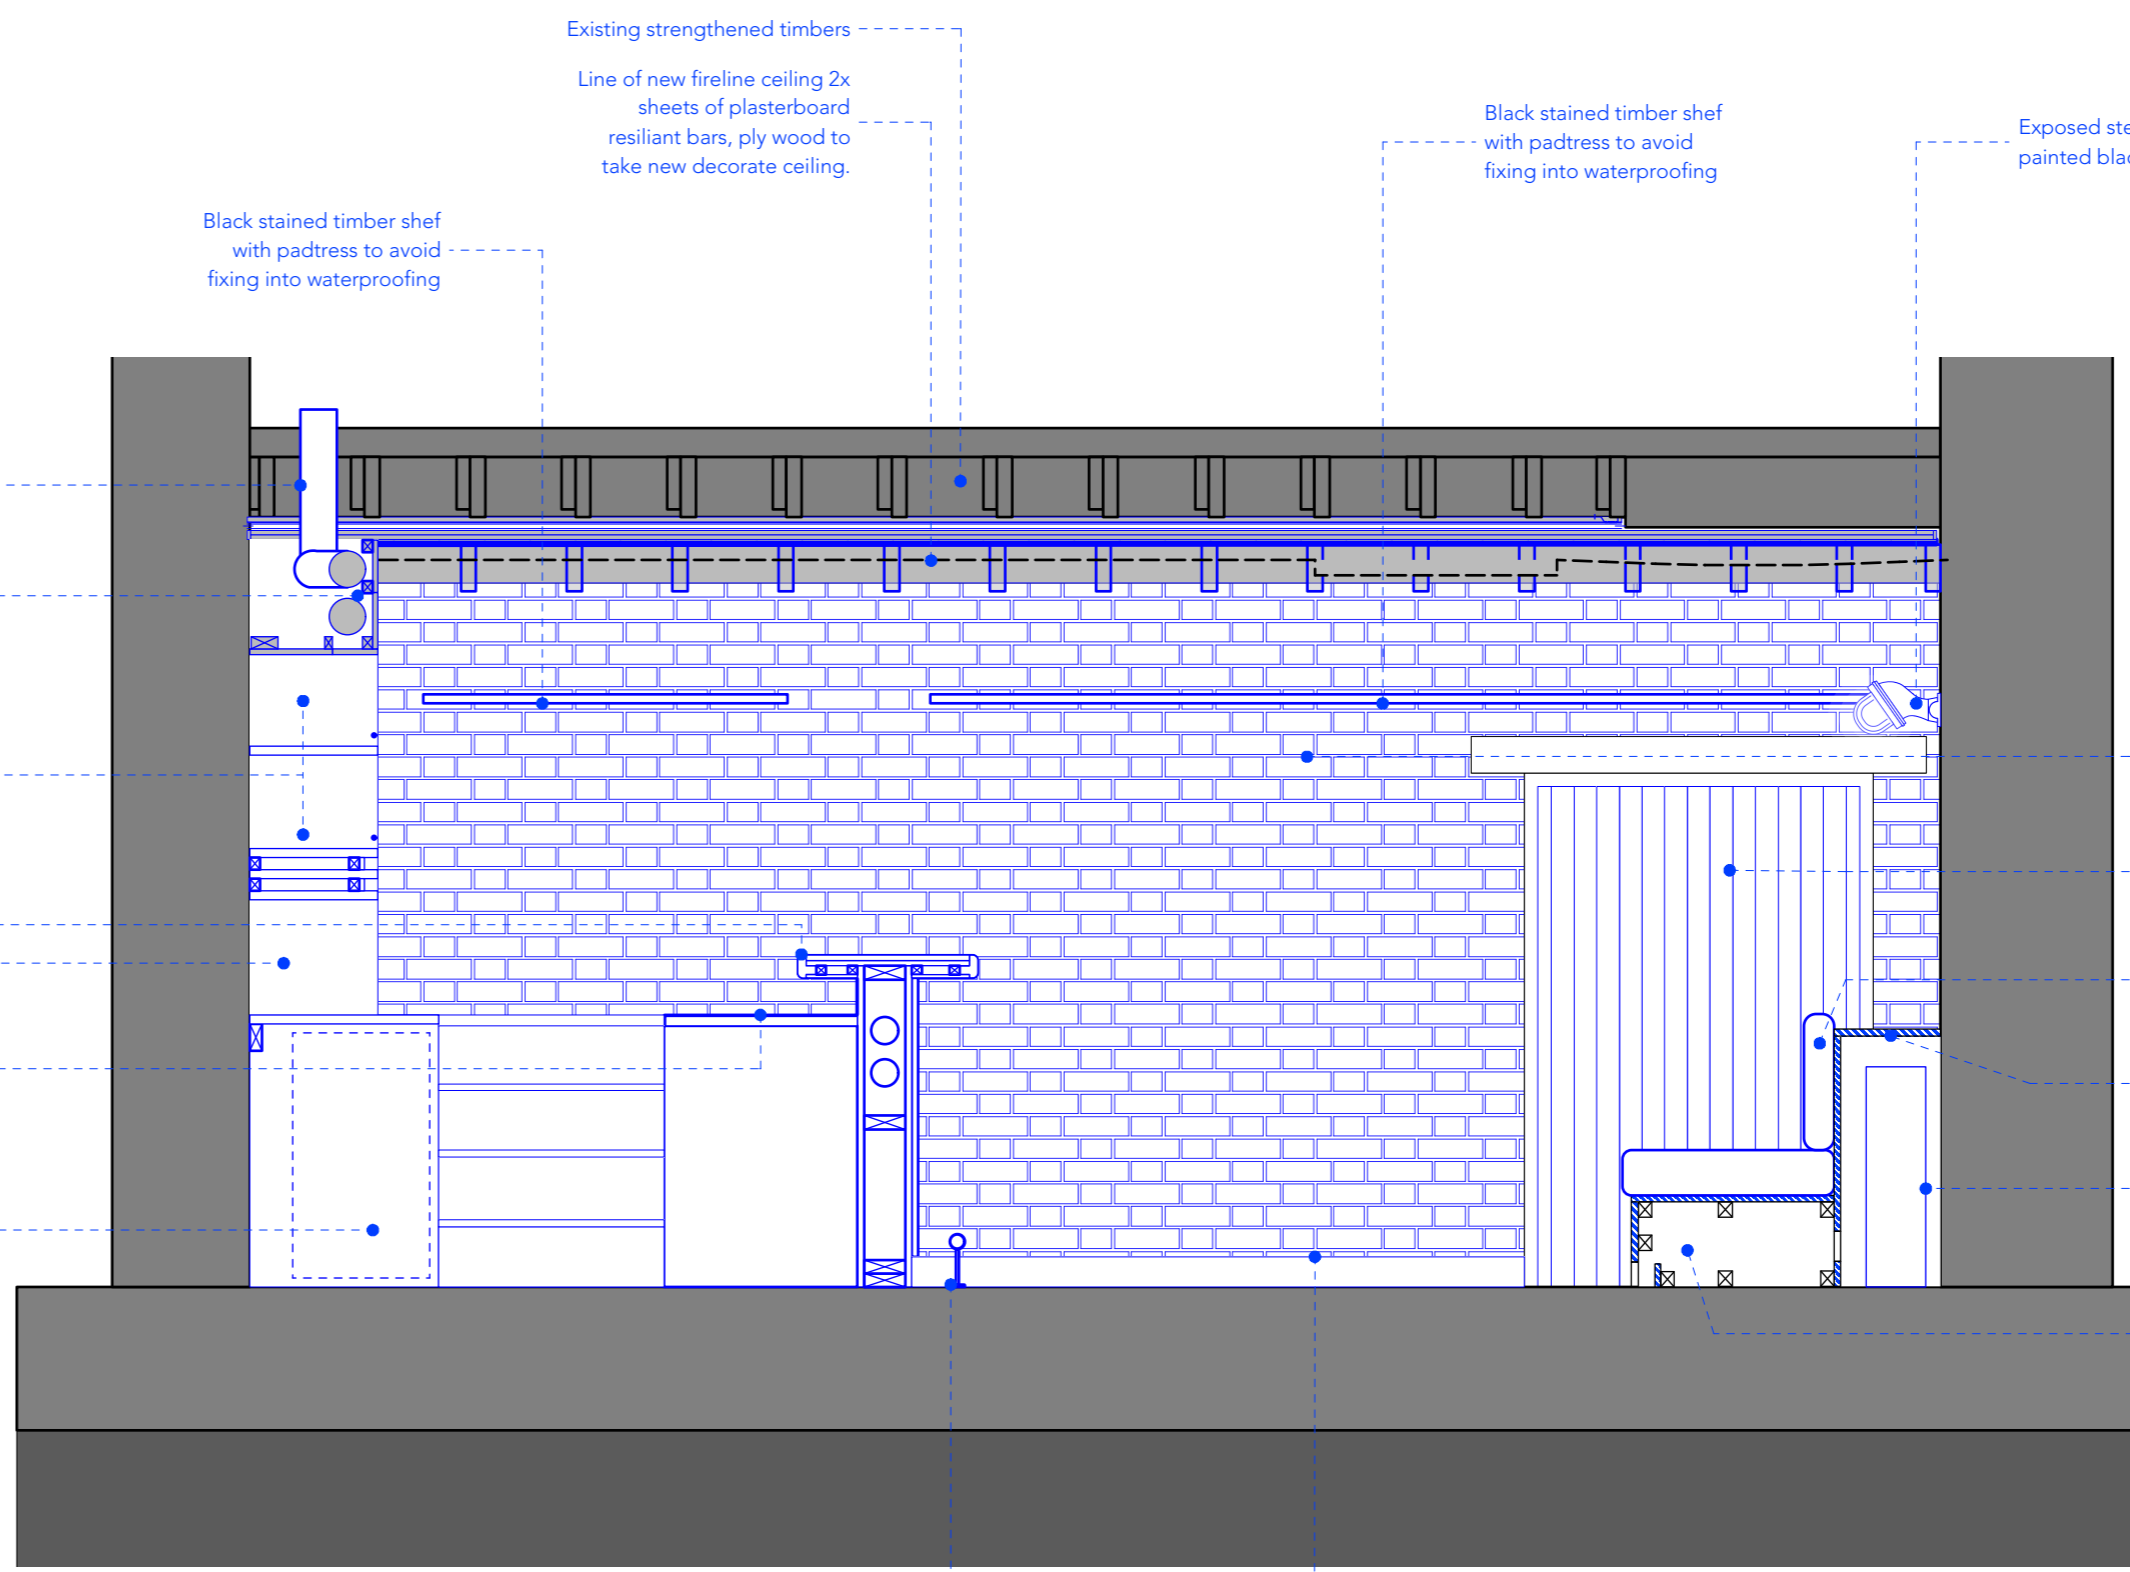 Existing strengthened timbers
Line of new fireline ceiling 2x
sheets of plasterboard
resiliant bars, ply wood to
take new decorate ceiling.
Black stained timber shef
with padtress to avoid
fixing into waterproofing
Black stained timber shef
with padtress to avoid
fixing into waterproofing
Exposed
painted